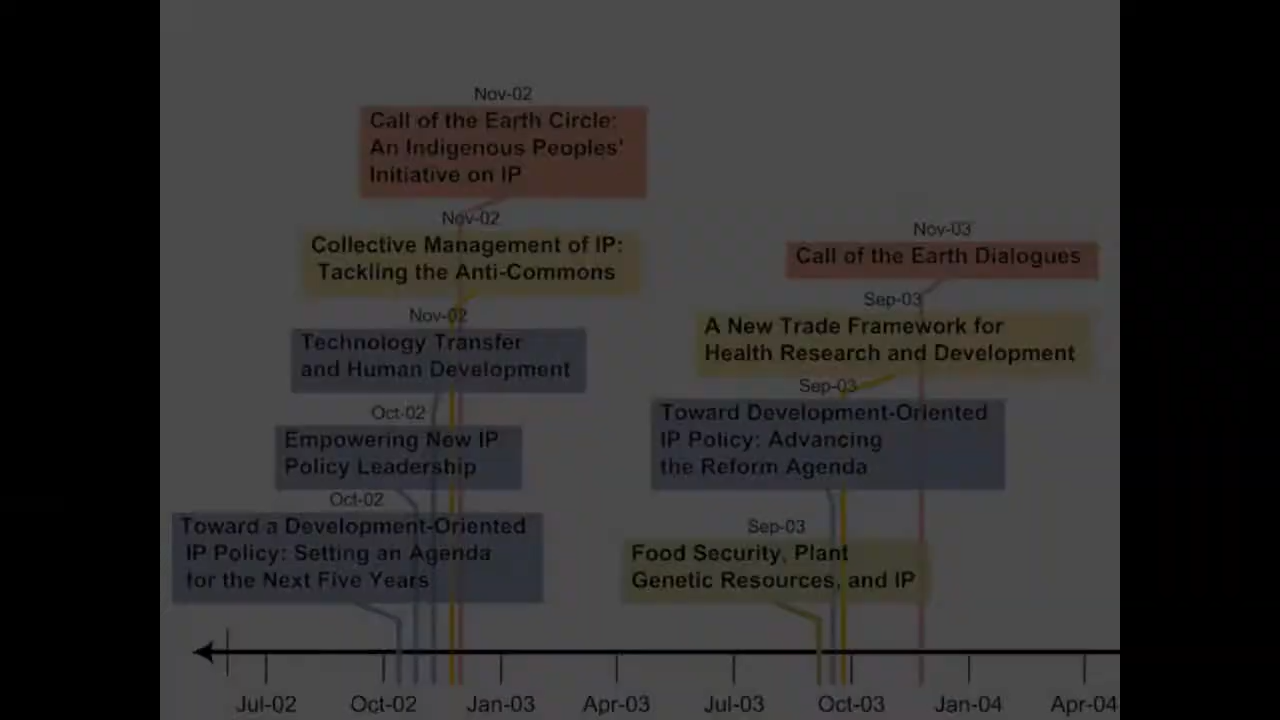 Nov-02
Call of the Earth Circle:
An Indigenous Peoples'
Initiative on IP
Nov-02
Collective Management of IP:
Tackling the Anti-Commons
Nov-02
Technology Transfer
and Human Development
Oct-02
Empowering New IP
Policy Leadership
Oct-02
Toward a Development-Oriented
IP Policy: Setting an Agenda
for the Next Five Years
Nov-03
Call of the Earth Dialogues
Sep-03
A New Trade Framework for
Health Research and Development
Sep-03
Toward Development-Oriented
IP Policy: Advancing
the Reform Agenda
Sep-03
Food Security, Plant
Genetic Resources, and IP
Jul-02 Oct-02 Jan-03 Apr-03 Jul-03 Oct-03 Jan-04 Apr-04